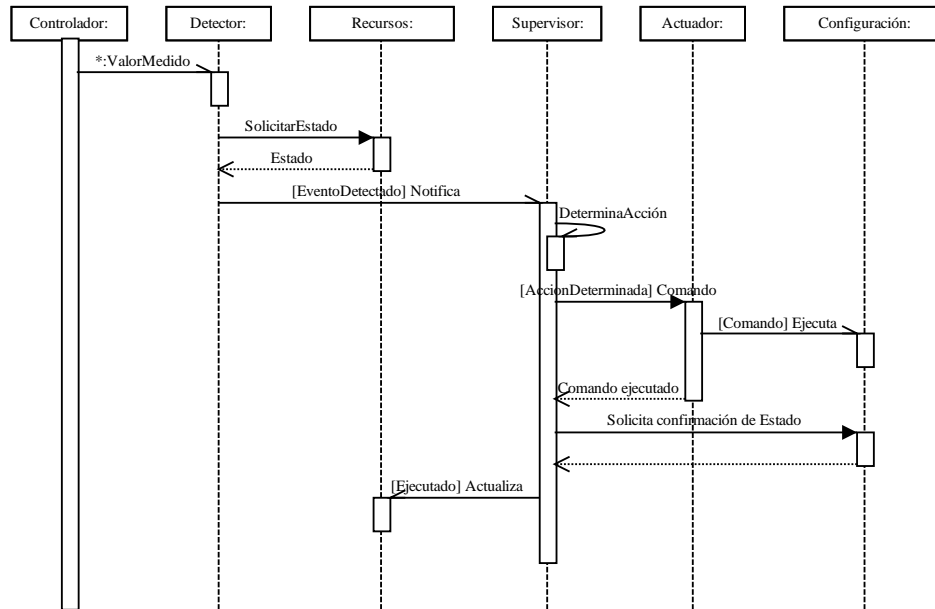 Controlador:
Detector:
Recursos:
Supervisor:
Actuador:
Configuración:
*:ValorMedido
SolicitarEstado
Estado
[EventoDetectado] Notifica
DeterminaAcción
[AccionDeterminada] Comando
[Comando] Ejecuta
Comando ejecutado
Solicita confirmación de Estado
[Ejecutado] Actualiza